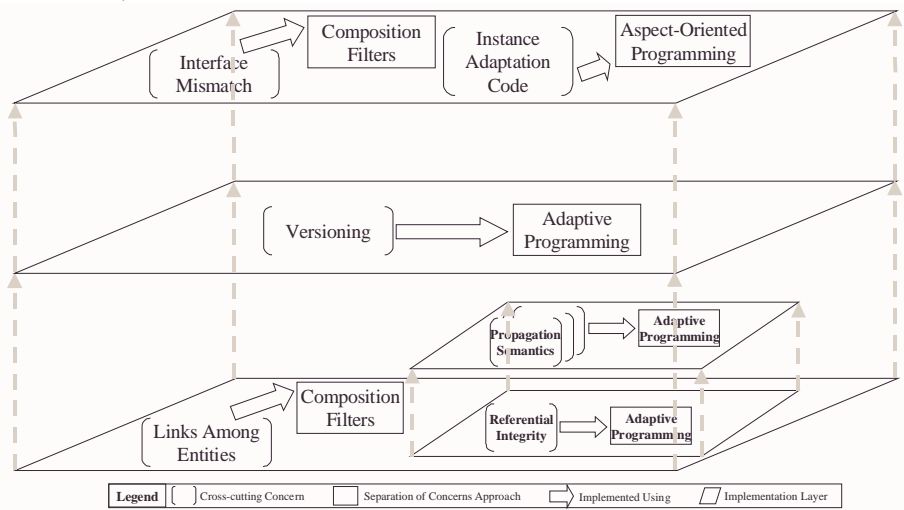 Interface
Mismatch
Composition
Filters
Instance
Adaptation
Code
Aspect-Oriented
Programming
Versioning
Adaptive
Programming
Propagation
Semantics
Adaptive
Programming
Links Among
Entities
Composition
Filters
Referential
Integrity
Adaptive
Programming
Legend Cross-cutting Concern Separation of Concerns Approach Implemented Using Implementation Layer